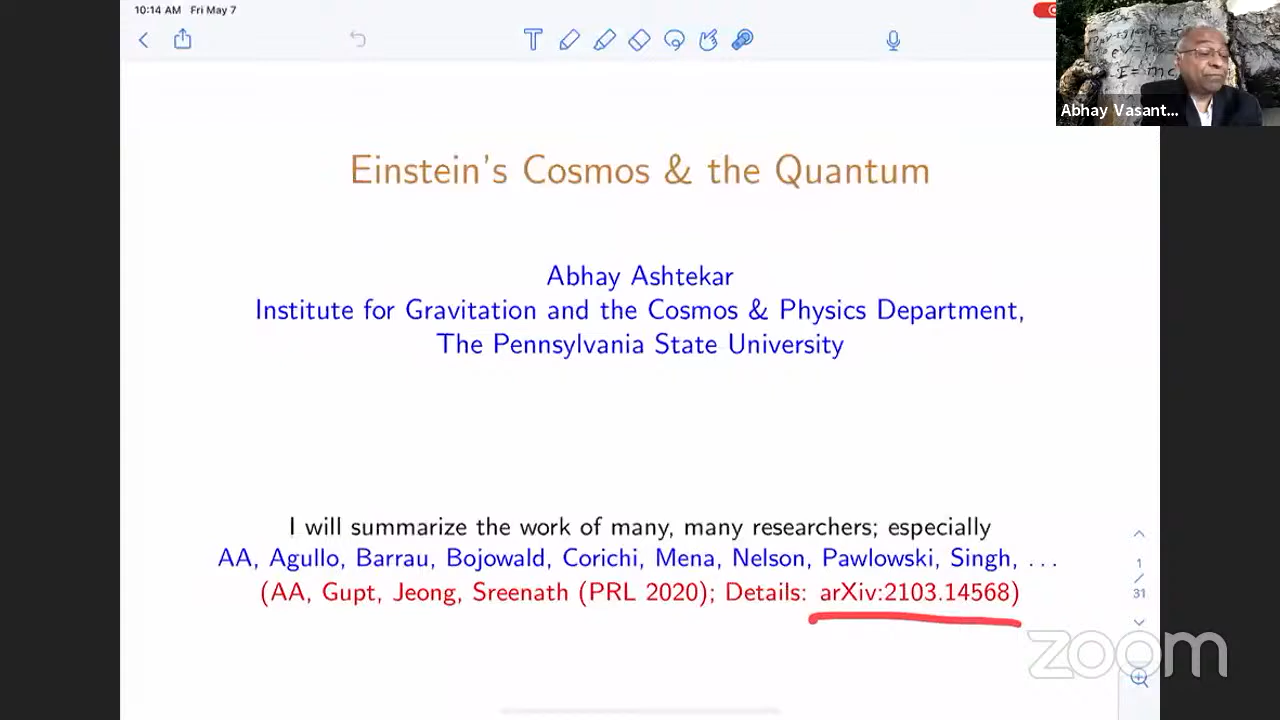 10:14 AM Fri May 7
Abhay Vasant...
E = mc
Einstein's Cosmos & the Quantum
Abhay Ashtekar
Institute for Gravitation and the Cosmos & Physics Department,
The Pennsylvania State University
I will summarize the work of many, many researchers; especially
AA, Agullo, Barrau, Bojowald, Corichi, Mena, Nelson, Pawlowski, Singh, ...
(AA, Gupt, Jeong, Sreenath (PRL 2020); Details: arXiv:2103.14568)
1
/
31
zoom